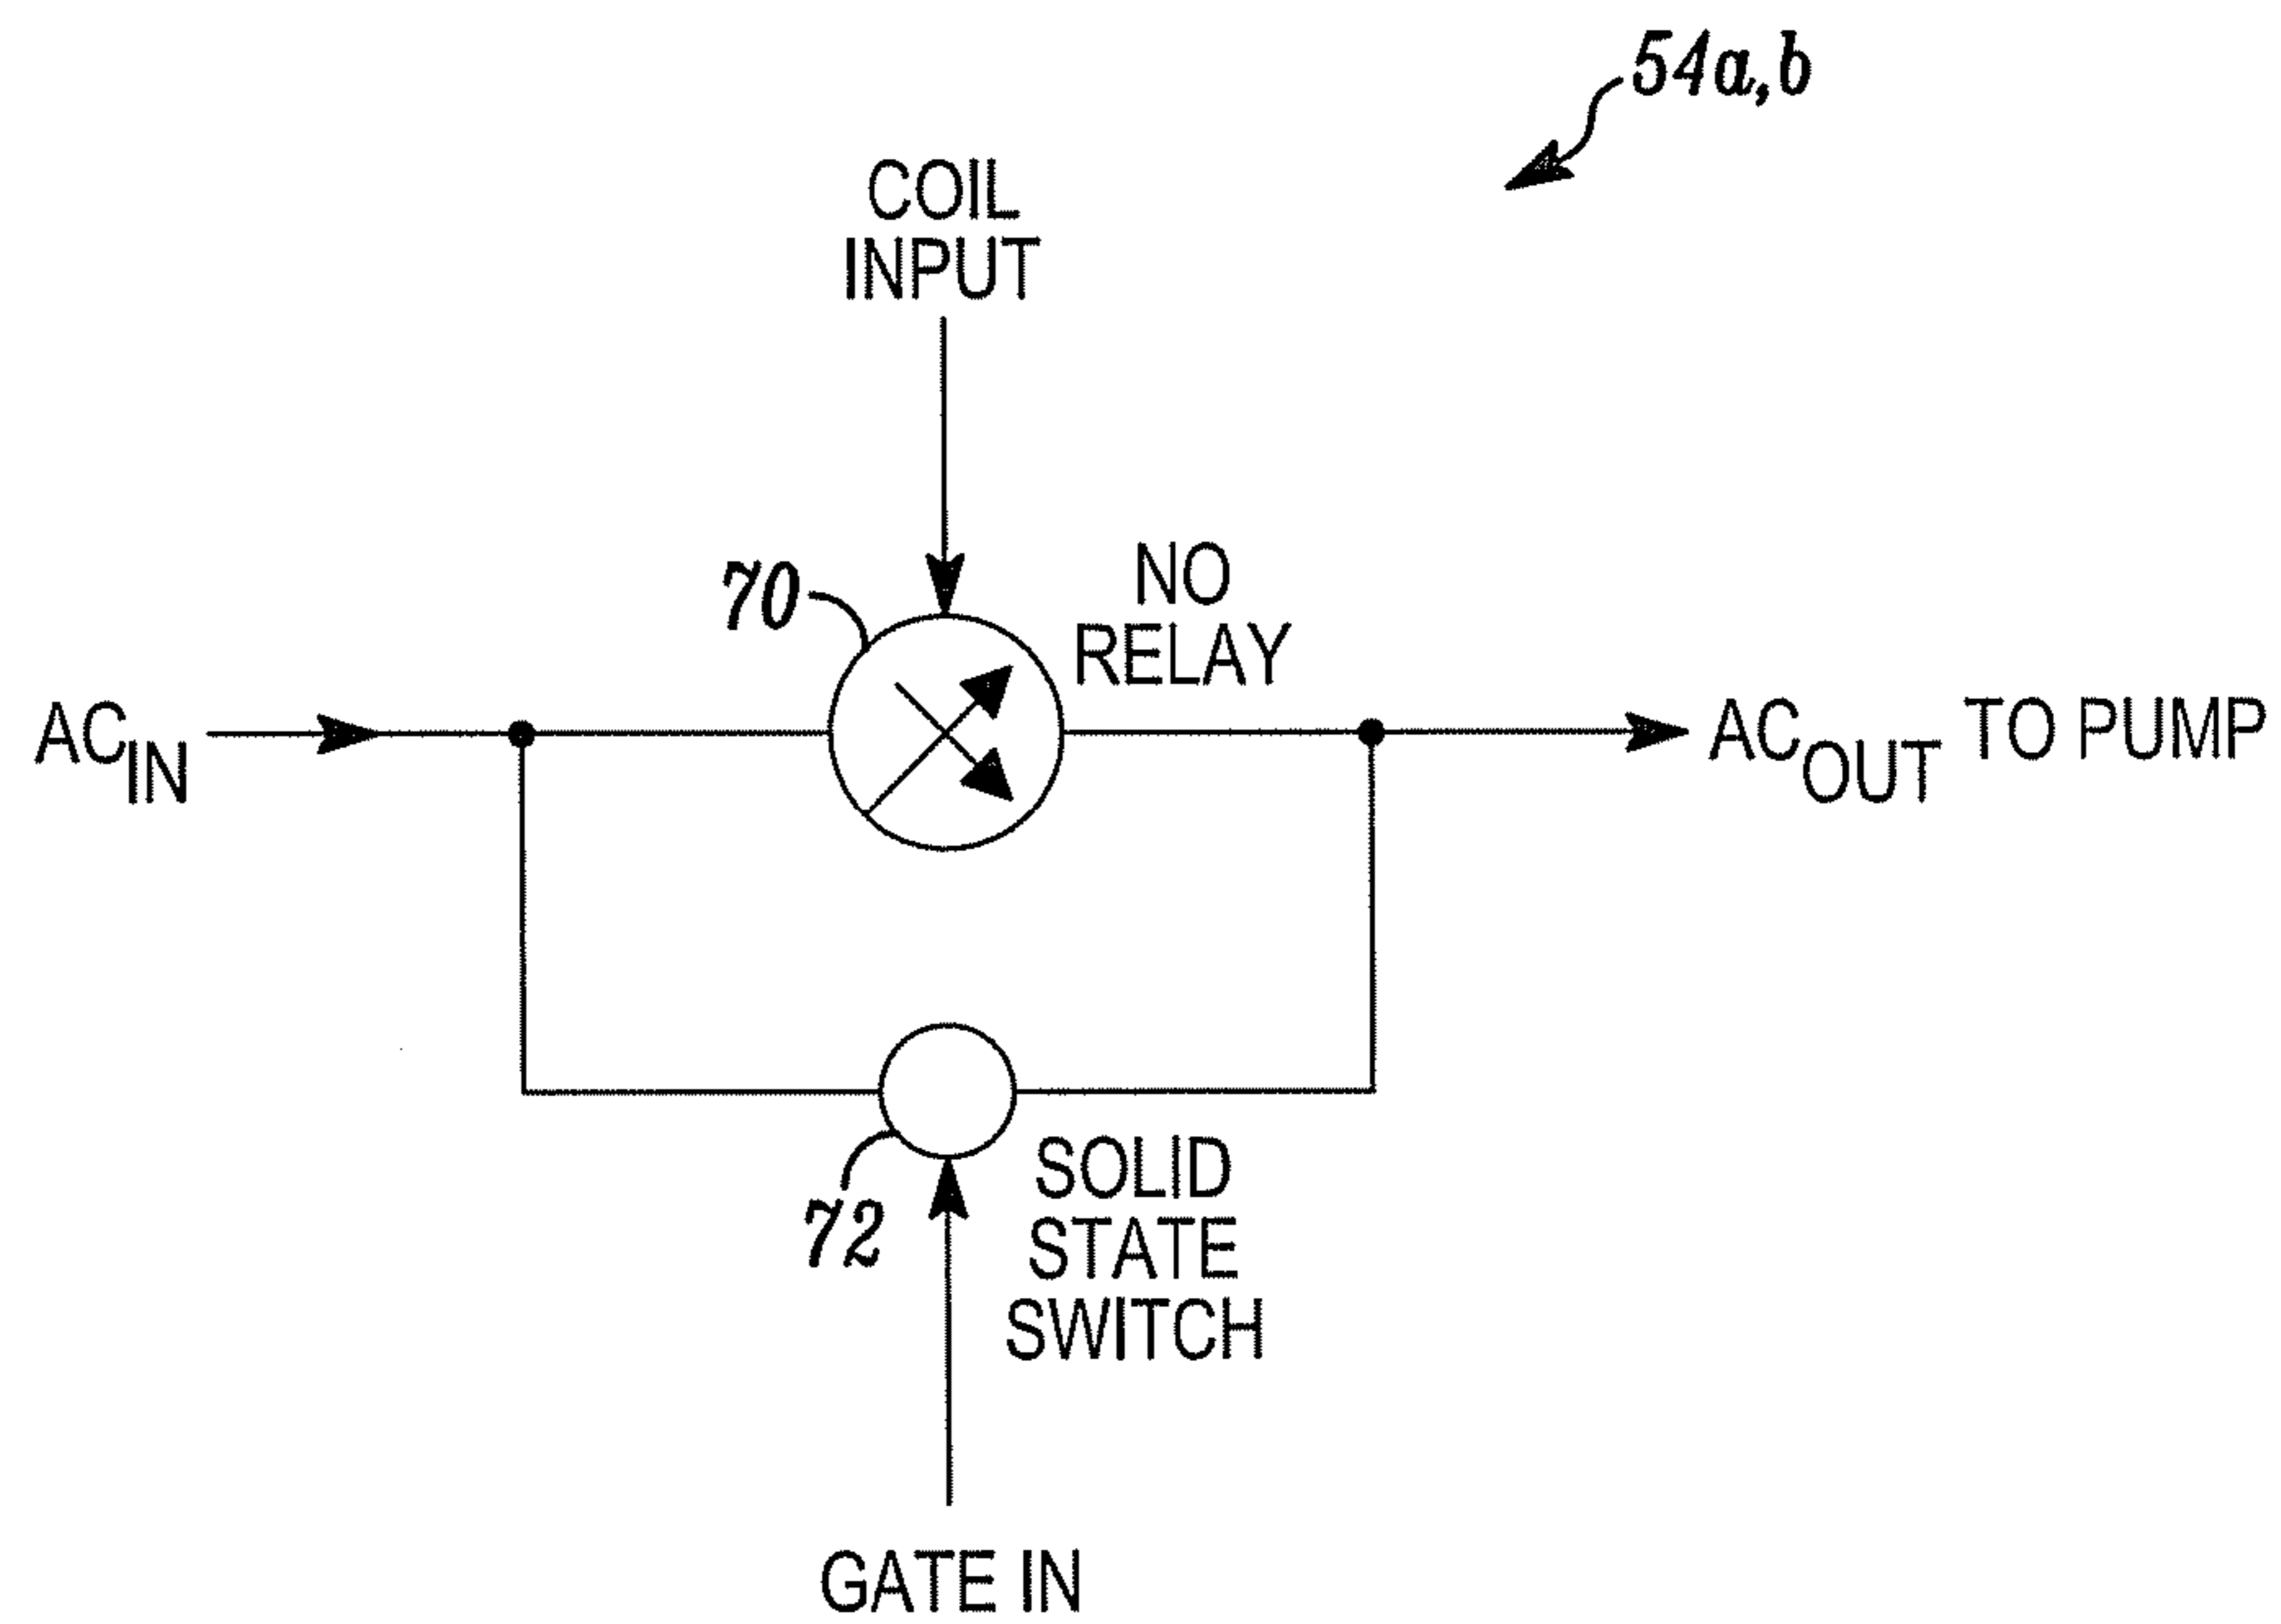 54a,b
COIL
INPUT
70
NO
RELAY
ACIN
ACOUT TO PUMP
72
SOLID
STATE
SWITCH
GATE IN